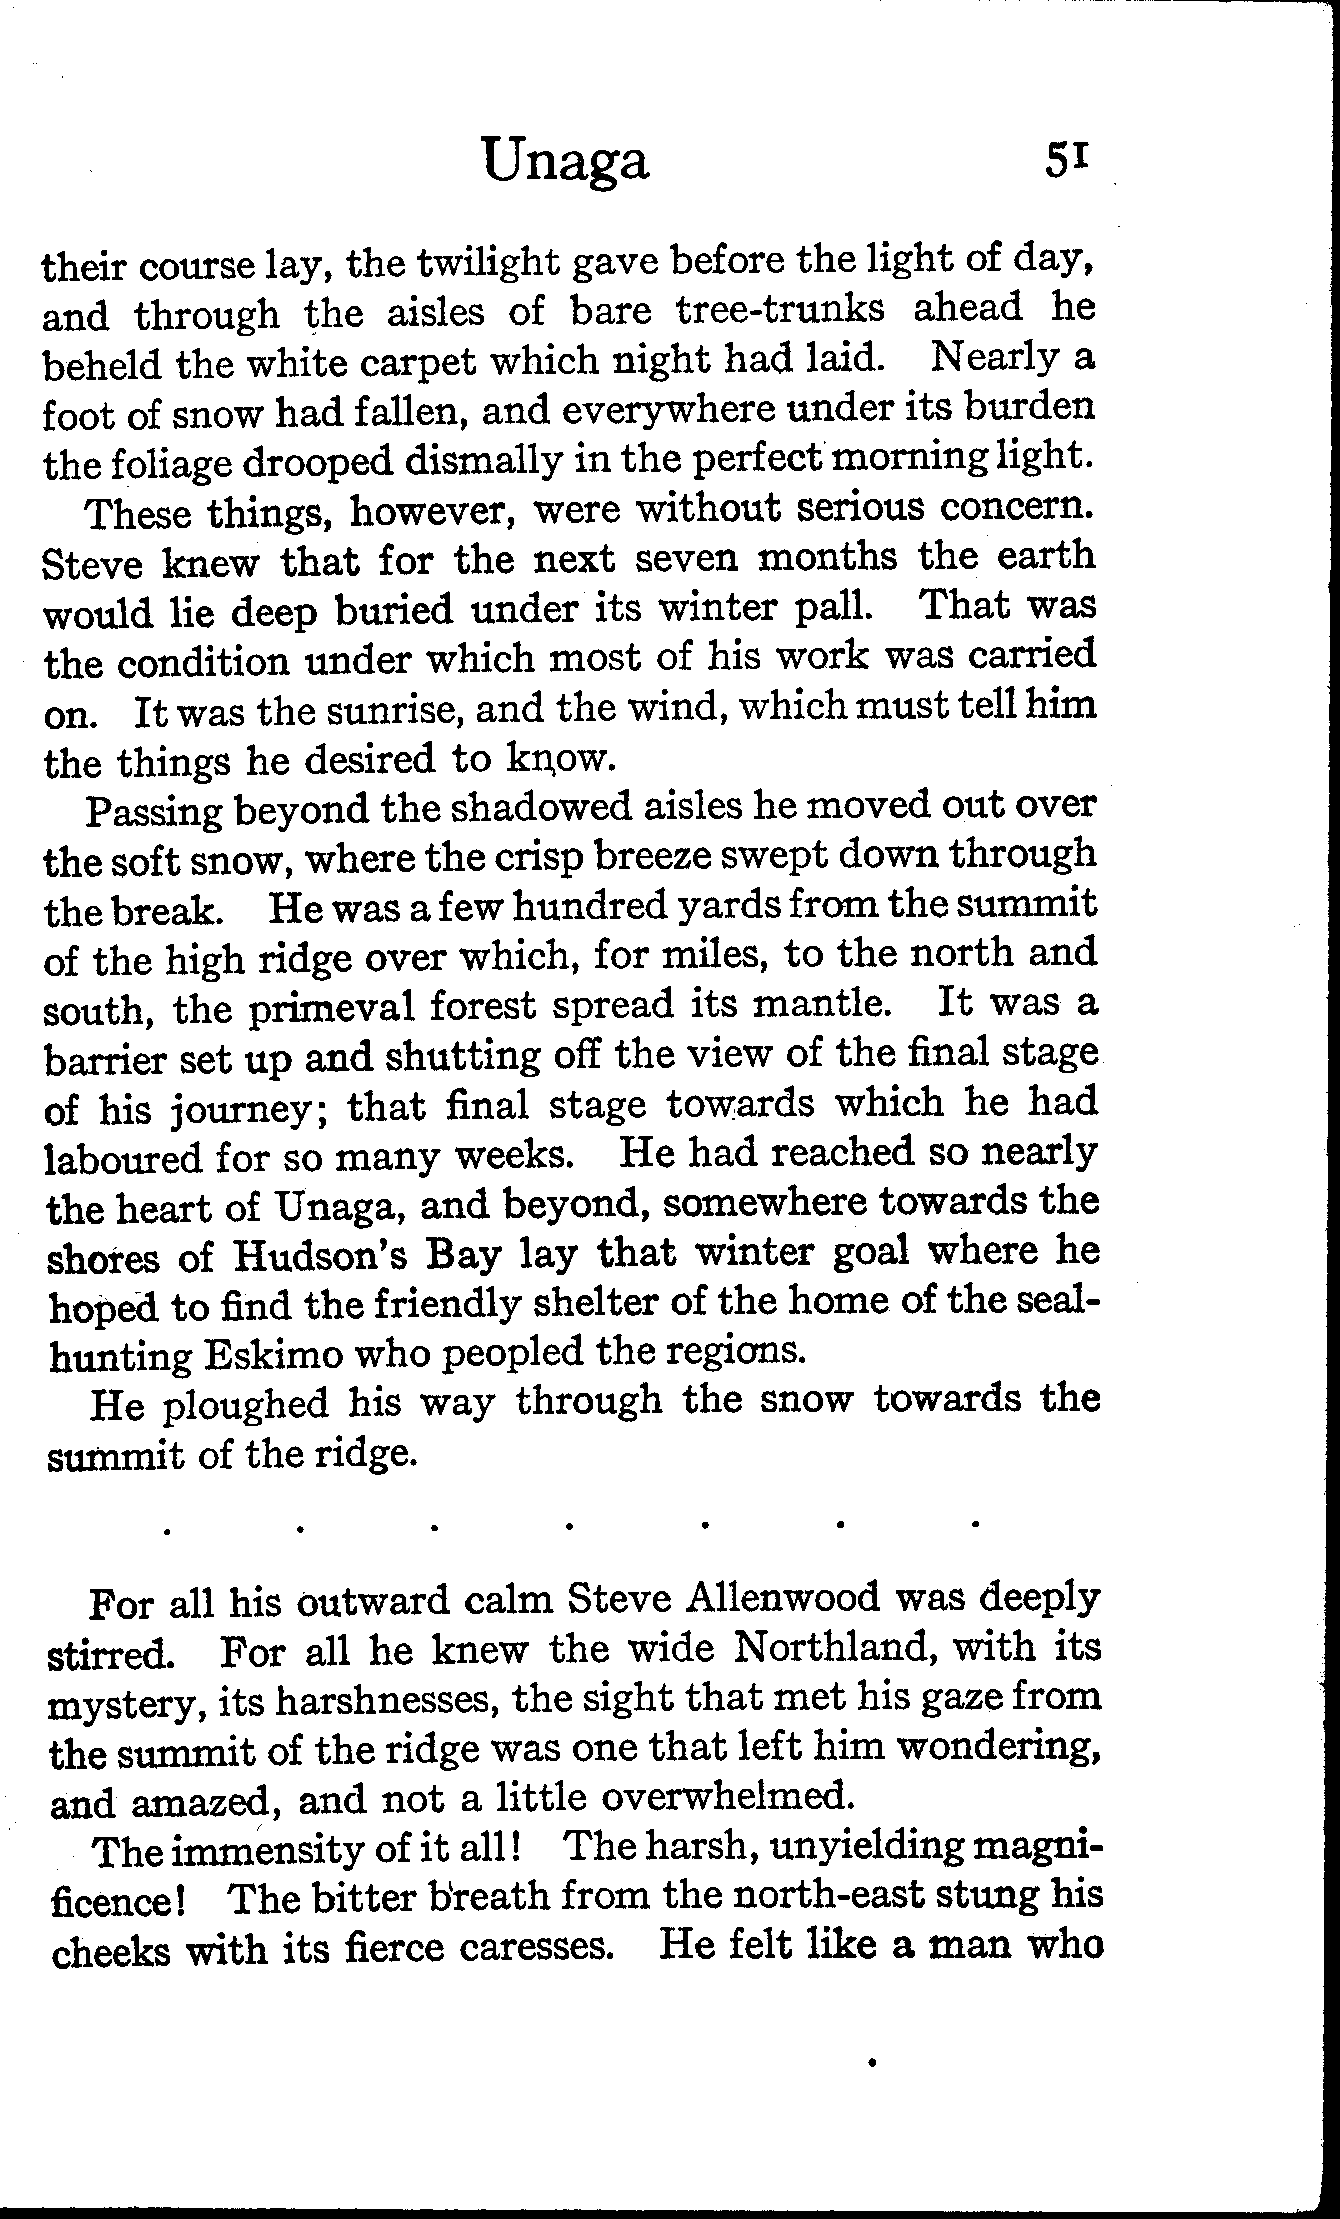 Unaga 51
their course lay, the twilight gave before the light of day,
and through the aisles of bare tree-trunks ahead he
beheld the white carpet which night had laid. Nearly a
foot of snow had fallen, and everywhere under its burden
the foliage drooped dismally in the perfect morning light.
These things, however, were without serious concern.
Steve knew that for the next seven months the earth
would lie deep buried under its winter pall. That was
the condition under which most of his work was carried
on. It was the sunrise, and the wind, which must tell him
the things he desired to know.
Passing beyond the shadowed aisles he moved out over
the soft snow, where the crisp breeze swept down through
the break. He was a few hundred yards from the summit
of the high ridge over which, for miles, to the north and
south, the primeval forest spread its mantle. It was a
barrier set up and shutting off the view of the final stage
of his journey; that final stage towards which he had
laboured for so many weeks. He had reached so nearly
the heart of Unaga, and beyond, somewhere towards the
shores of Hudson's Bay lay that winter goal where he
hoped to find the friendly shelter of the home of the seal-
hunting Eskimo who peopled the regions.
He ploughed his way through the snow towards the
summit of the ridge.
. . . . . . .
For all his outward calm Steve Allenwood was deeply
stirred. For all he knew the wide Northland, with its
mystery, its harshnesses, the sight that met his gaze from
the summit of the ridge was one that left him wondering,
and amazed, and not a little overwhelmed.
The immensity of it all! The harsh, unyielding magni-
ficence! The bitter breath from the north-east stung his
cheeks with its fierce caresses. He felt like a man who